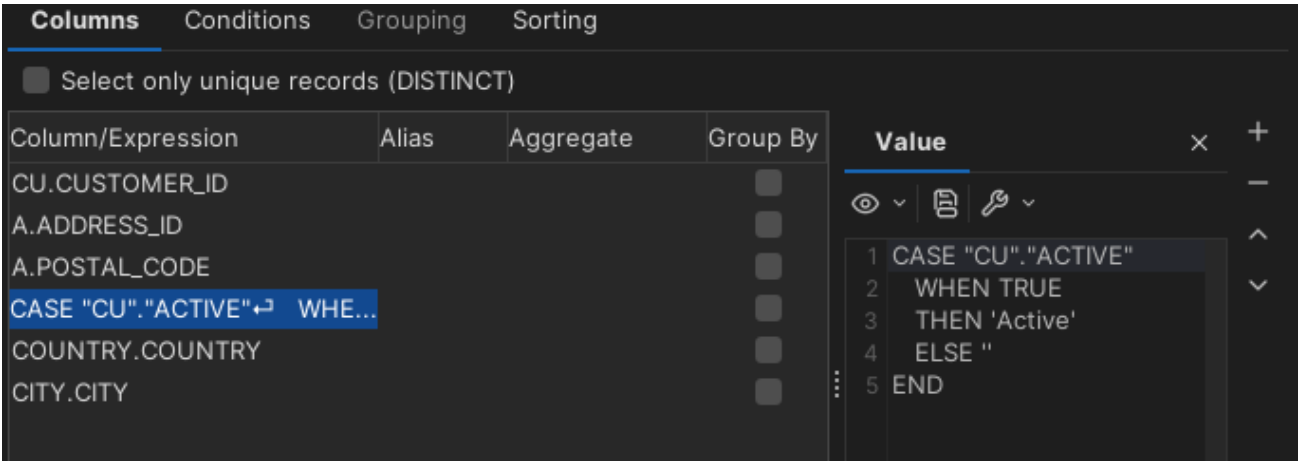 Columns Conditions Grouping Sorting
Select only unique records (DISTINCT)
Column/Expression Alias Aggregate Group By
CU.CUSTOMER_ID
A.ADDRESS_ID
A.POSTAL_CODE
CASE "CU"."ACTIVE"↵ WHE...
COUNTRY.COUNTRY
CITY.CITY
Value
1 CASE "CU"."ACTIVE"
2 WHEN TRUE
3 THEN 'Active'
4 ELSE ''
5 END